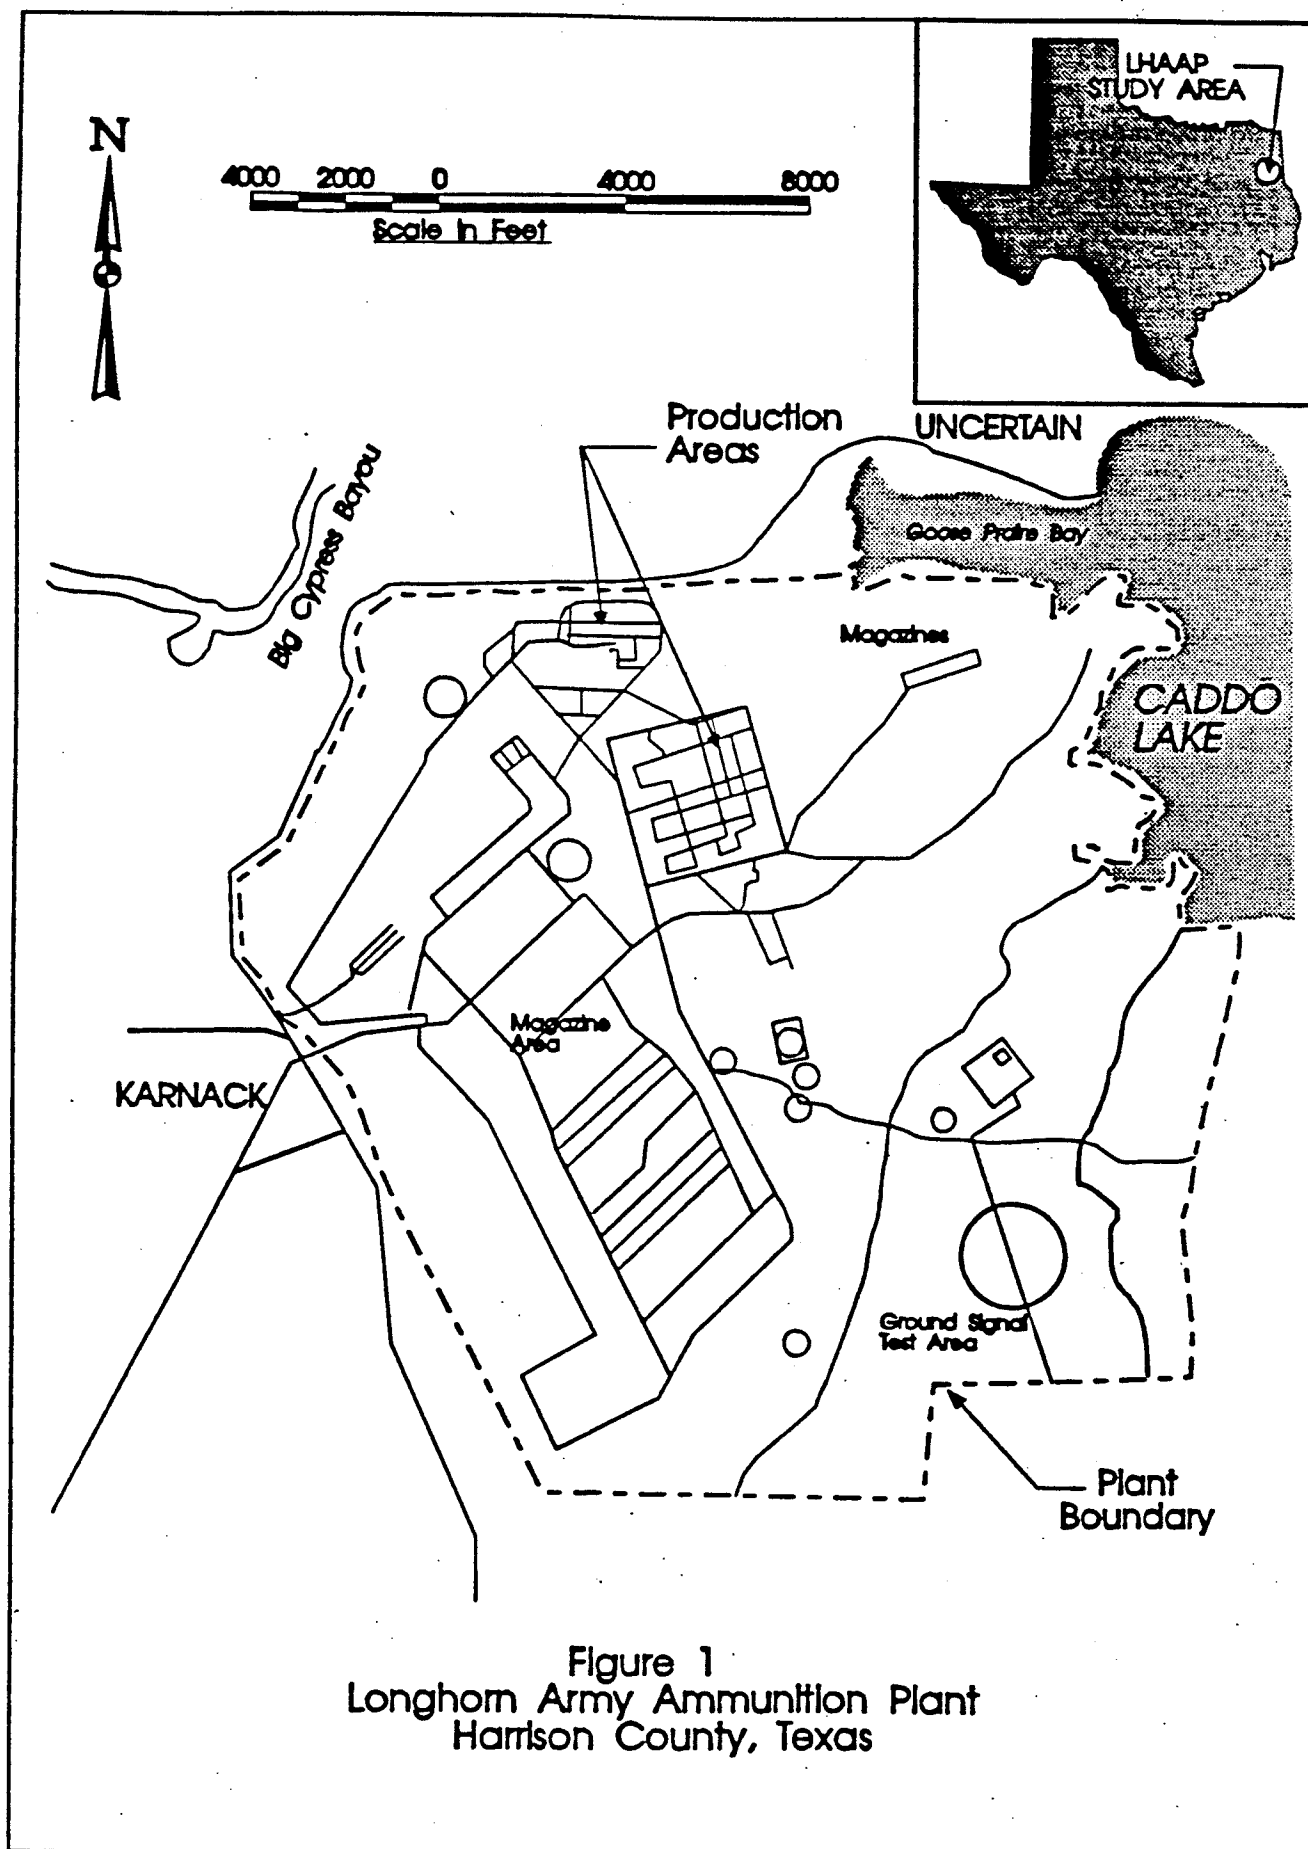 LHAAP
STUDY AREA
N
4000 2000 0 4000 8000
Scale in Feet
Production
Areas
UNCERTAIN
Big Cypress Bayou
Goose Prairie Bay
Magazines
CADDO
LAKE
Magazine
Area
KARNACK
Ground Signal
Test Area
Plant
Boundary
Figure 1
Longhorn Army Ammunition Plant
Harrison County, Texas